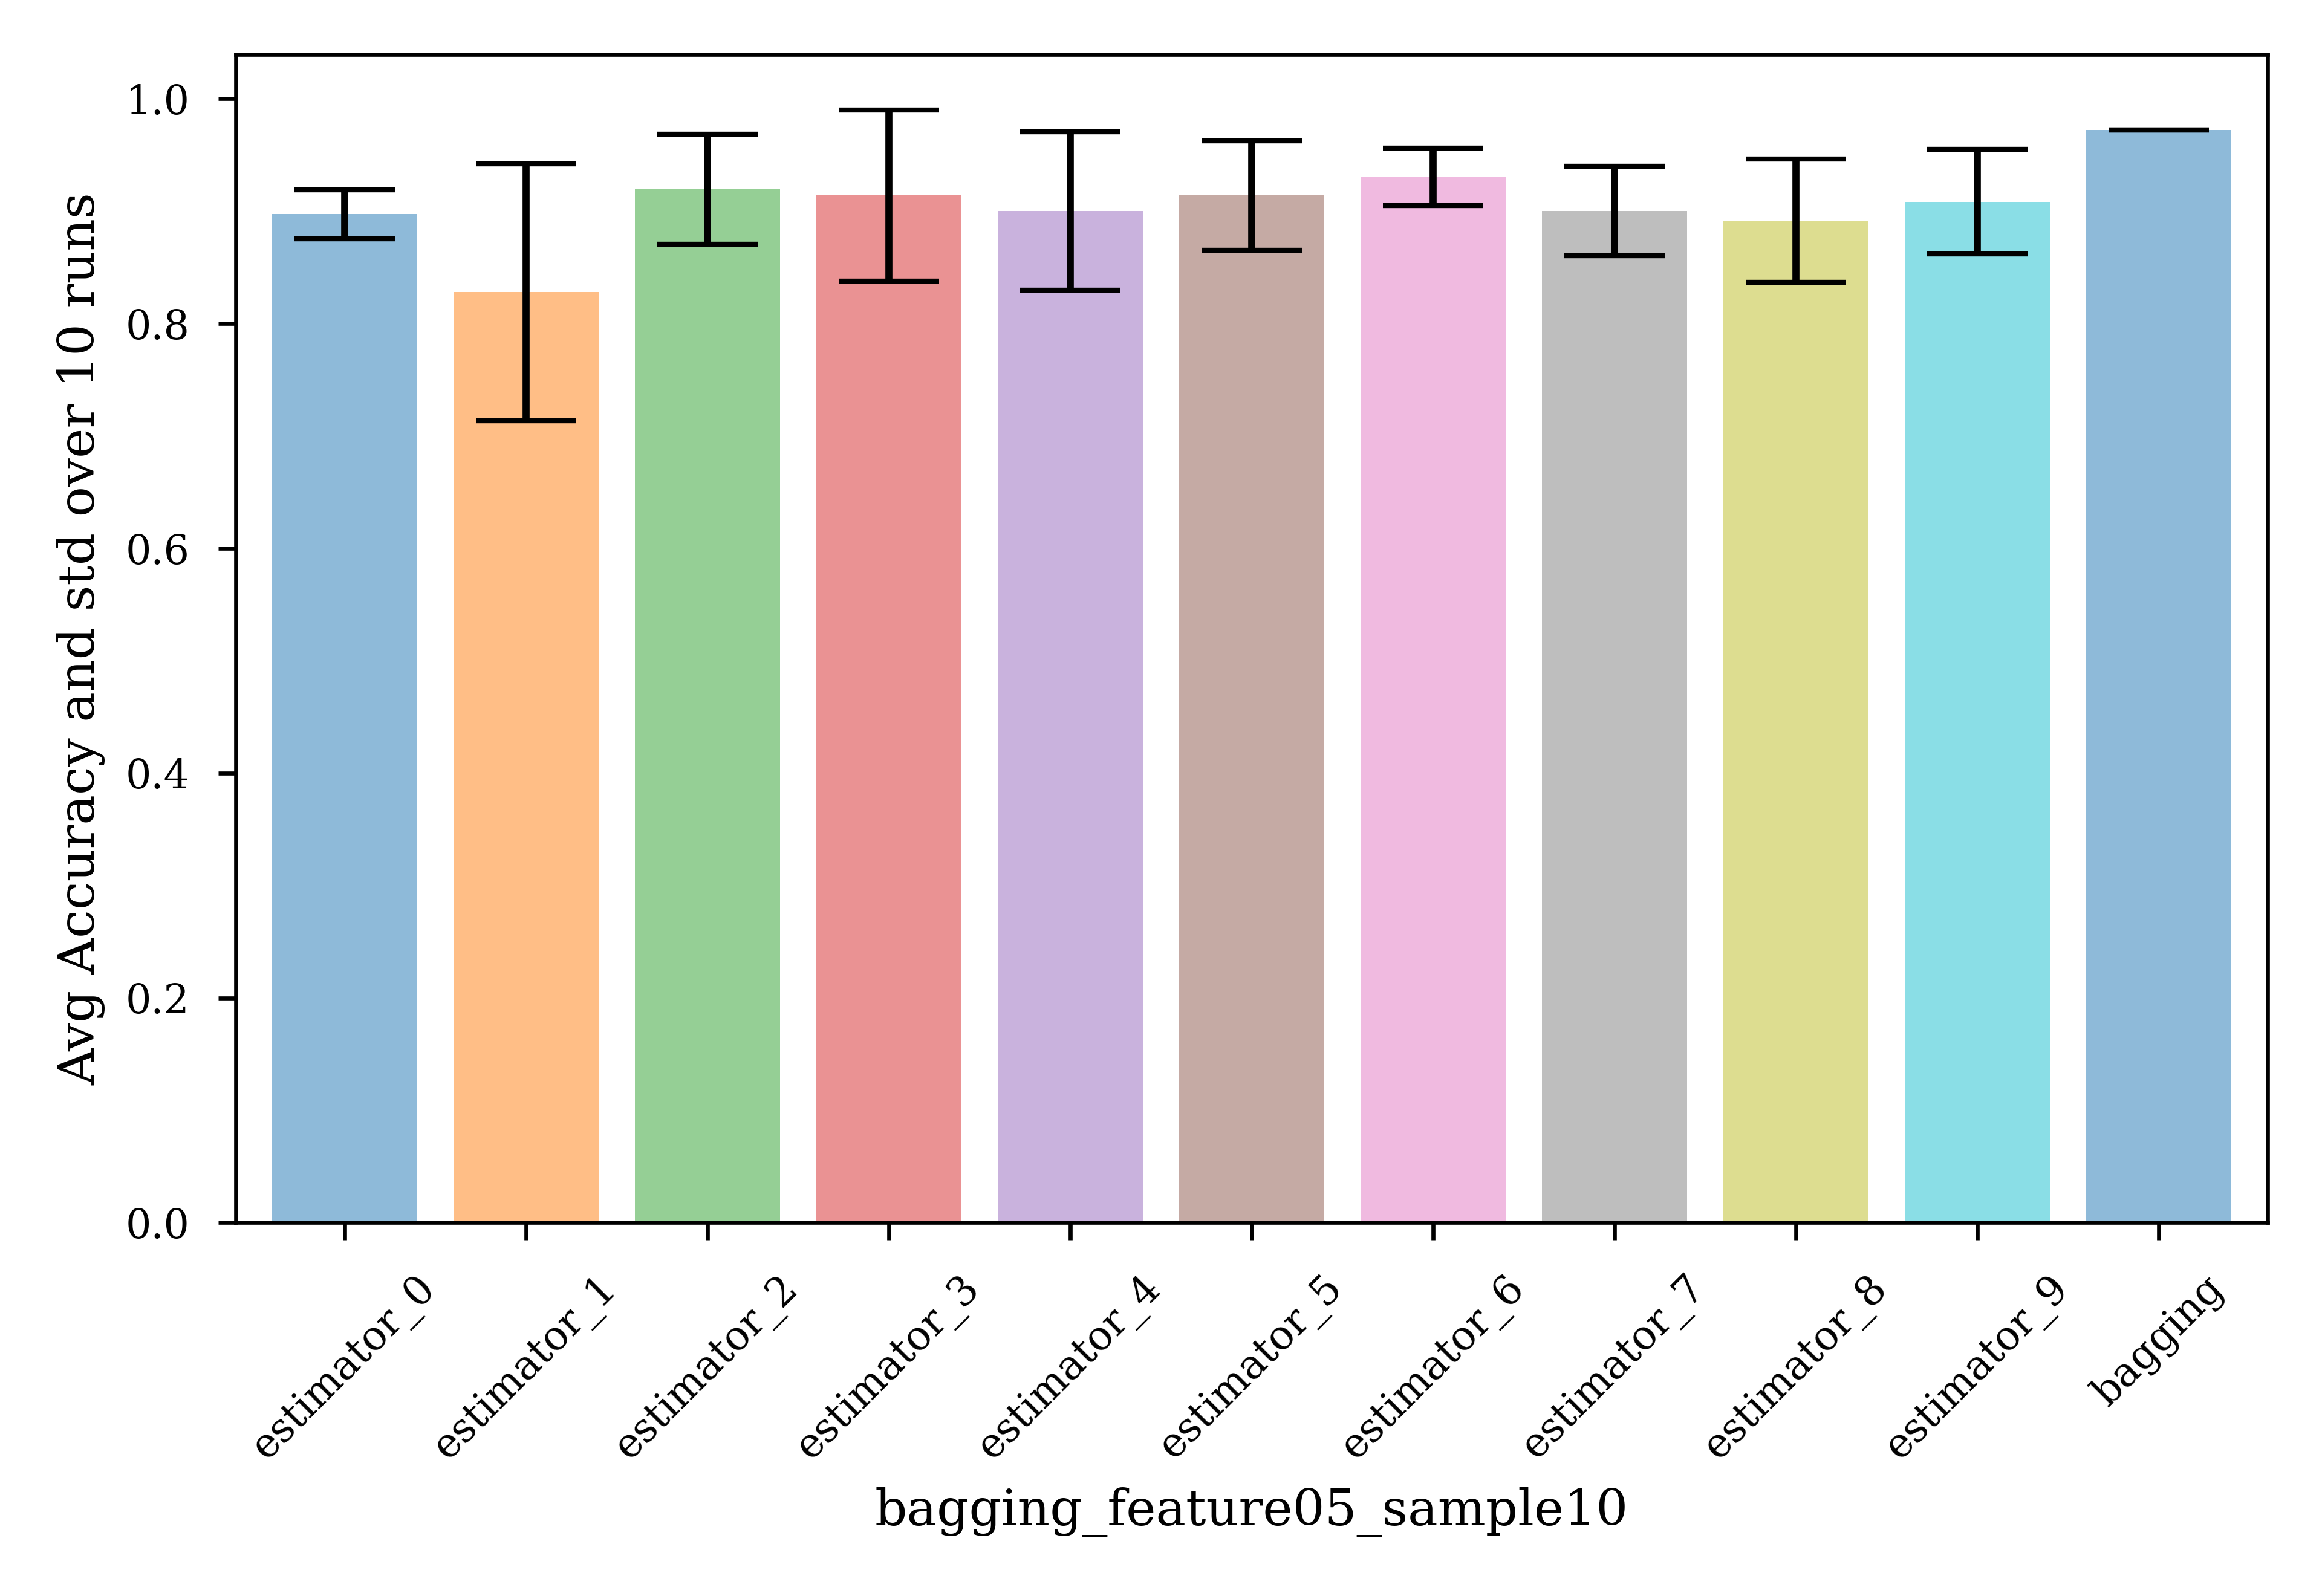 Avg Accuracy and std over 10 runs
1.0
0.8
0.6
0.4
0.2
0.0
estimator_0
estimator_1
estimator_2
estimator_3
estimator_4
estimator_5
estimator_6
estimator_7
estimator_8
estimator_9
bagging
bagging_feature05_sample10